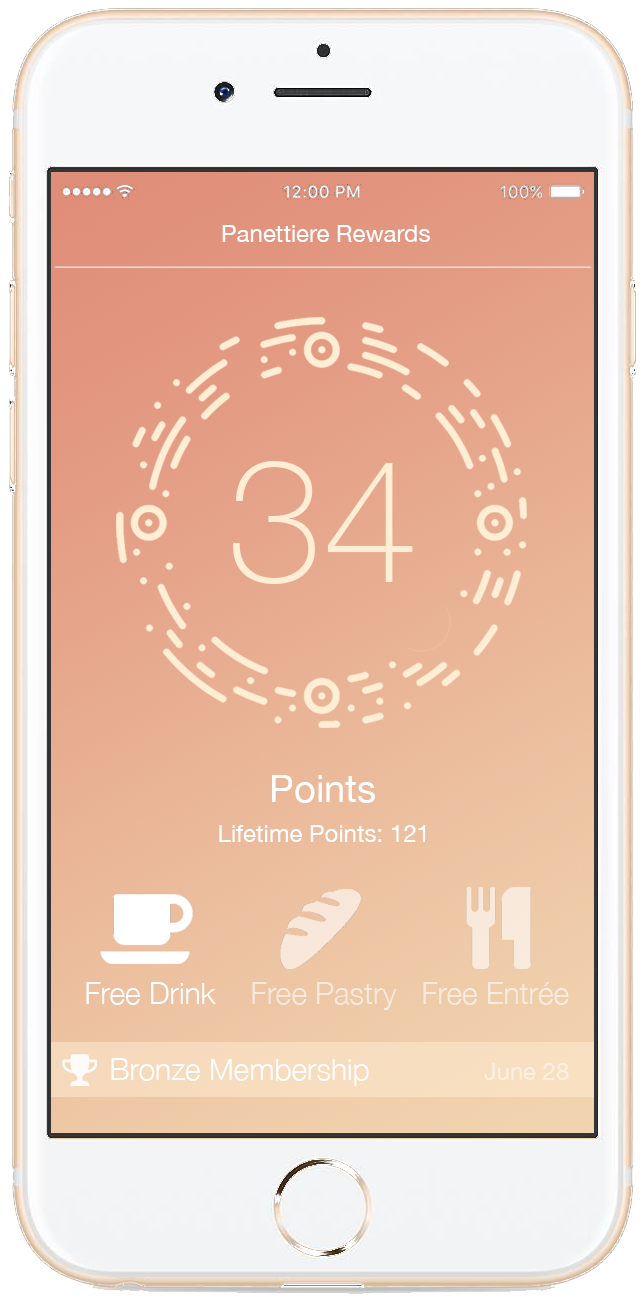 12:00 PM 100%
Panettiere Rewards
34
Points
Lifetime Points: 121
Free Drink Free Pastry Free Entrée
Bronze Membership June 28